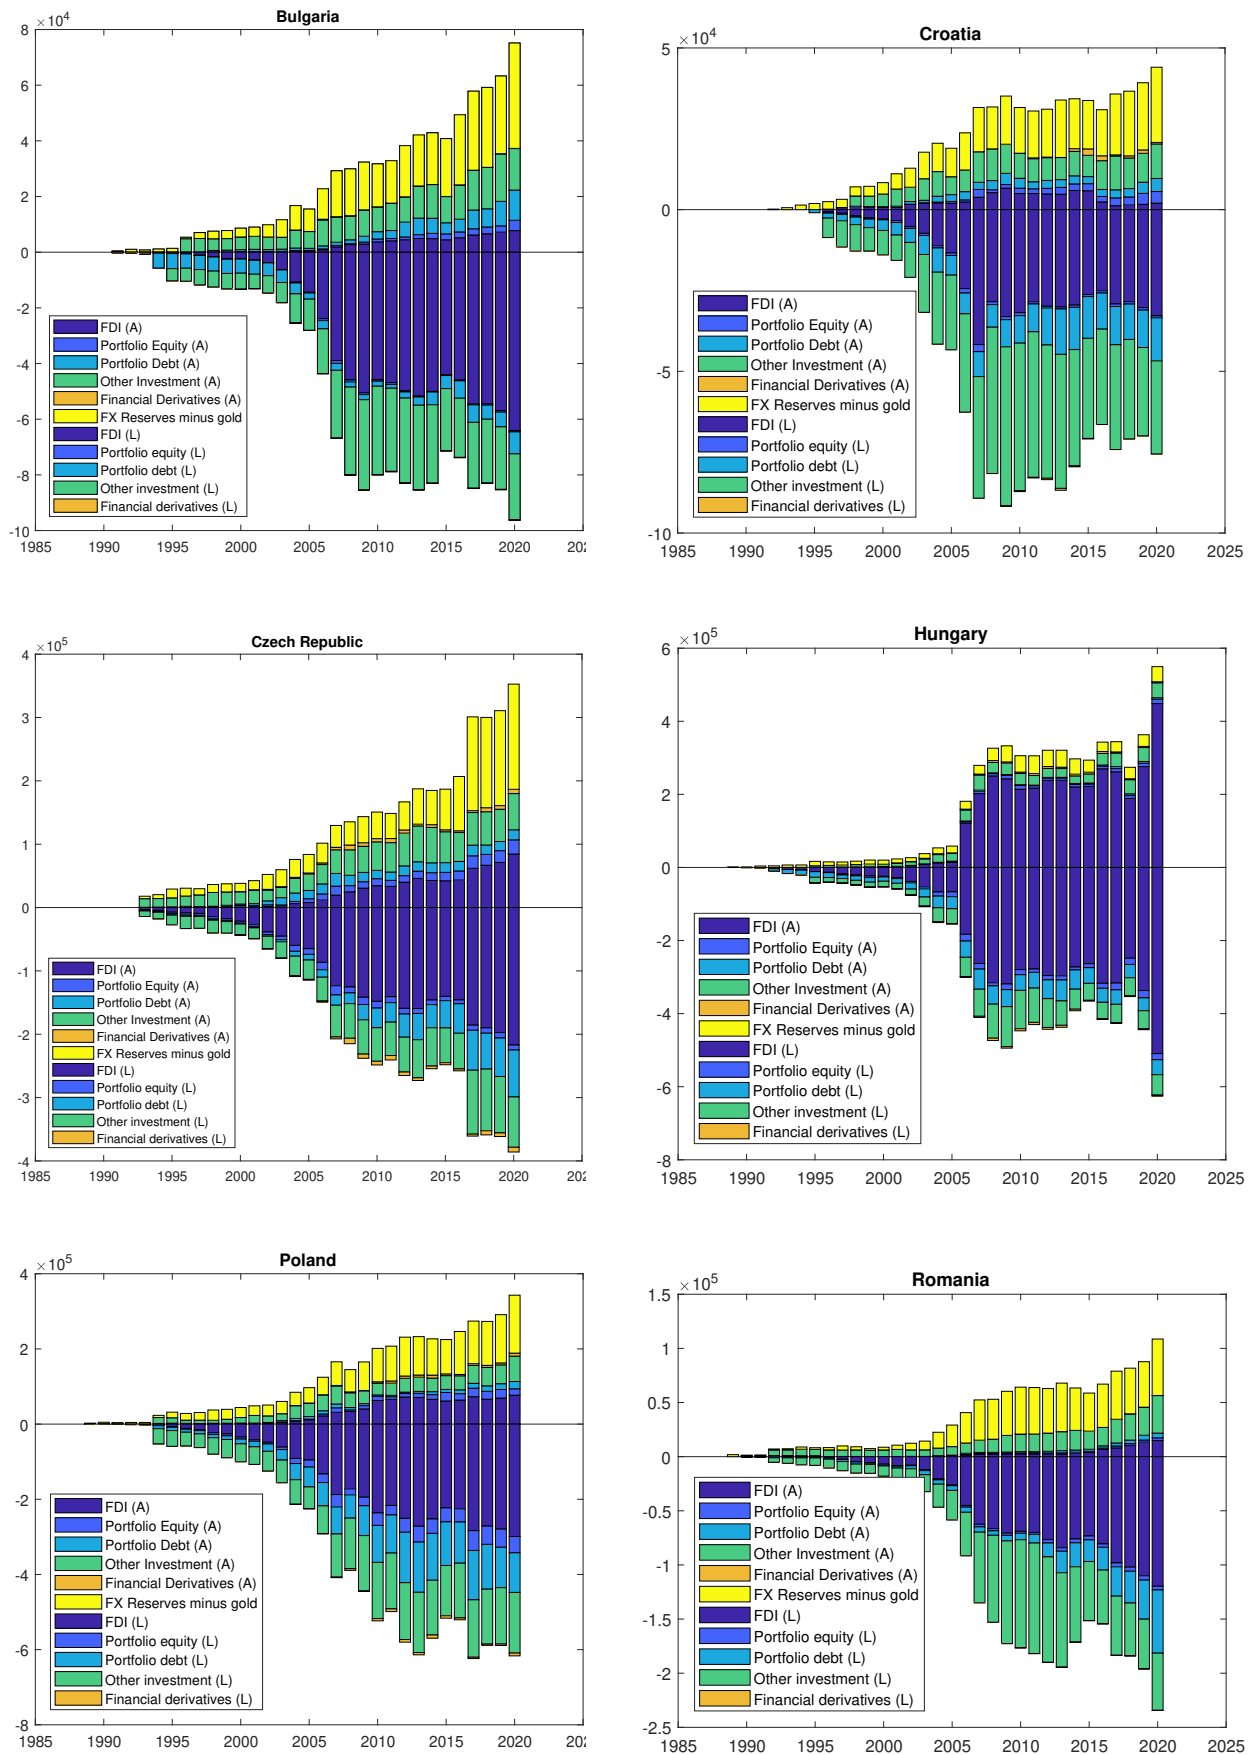 Bulgaria
×10^4
8
6
4
2
0
-2
-4
-6
-8
-10
1985 1990 1995 2000 2005 2010 2015 2020 202
FDI (A)
Portfolio Equity (A)
Portfolio Debt (A)
Other Investment (A)
Financial Derivatives (A)
FX Reserves minus gold
FDI (L)
Portfolio equity (L)
Portfolio debt (L)
Other investment (L)
Financial derivatives (L)
Croatia
×10^4
5
0
-5
-10
1985 1990 1995 2000 2005 2010 2015 2020 2025
FDI (A)
Portfolio Equity (A)
Portfolio Debt (A)
Other Investment (A)
Financial Derivatives (A)
FX Reserves minus gold
FDI (L)
Portfolio equity (L)
Portfolio debt (L)
Other investment (L)
Financial derivatives (L)
Czech Republic
×10^5
4
3
2
1
0
-1
-2
-3
-4
1985 1990 1995 2000 2005 2010 2015 2020 202
FDI (A)
Portfolio Equity (A)
Portfolio Debt (A)
Other Investment (A)
Financial Derivatives (A)
FX Reserves minus gold
FDI (L)
Portfolio equity (L)
Portfolio debt (L)
Other investment (L)
Financial derivatives (L)
Hungary
×10^5
6
4
2
0
-2
-4
-6
-8
1985 1990 1995 2000 2005 2010 2015 2020 2025
FDI (A)
Portfolio Equity (A)
Portfolio Debt (A)
Other Investment (A)
Financial Derivatives (A)
FX Reserves minus gold
FDI (L)
Portfolio equity (L)
Portfolio debt (L)
Other investment (L)
Financial derivatives (L)
Poland
×10^5
4
2
0
-2
-4
-6
-8
1985 1990 1995 2000 2005 2010 2015 2020 202
FDI (A)
Portfolio Equity (A)
Portfolio Debt (A)
Other Investment (A)
Financial Derivatives (A)
FX Reserves minus gold
FDI (L)
Portfolio equity (L)
Portfolio debt (L)
Other investment (L)
Financial derivatives (L)
Romania
×10^5
1.5
1
0.5
0
-0.5
-1
-1.5
-2
-2.5
1985 1990 1995 2000 2005 2010 2015 2020 2025
FDI (A)
Portfolio Equity (A)
Portfolio Debt (A)
Other Investment (A)
Financial Derivatives (A)
FX Reserves minus gold
FDI (L)
Portfolio equity (L)
Portfolio debt (L)
Other investment (L)
Financial derivatives (L)